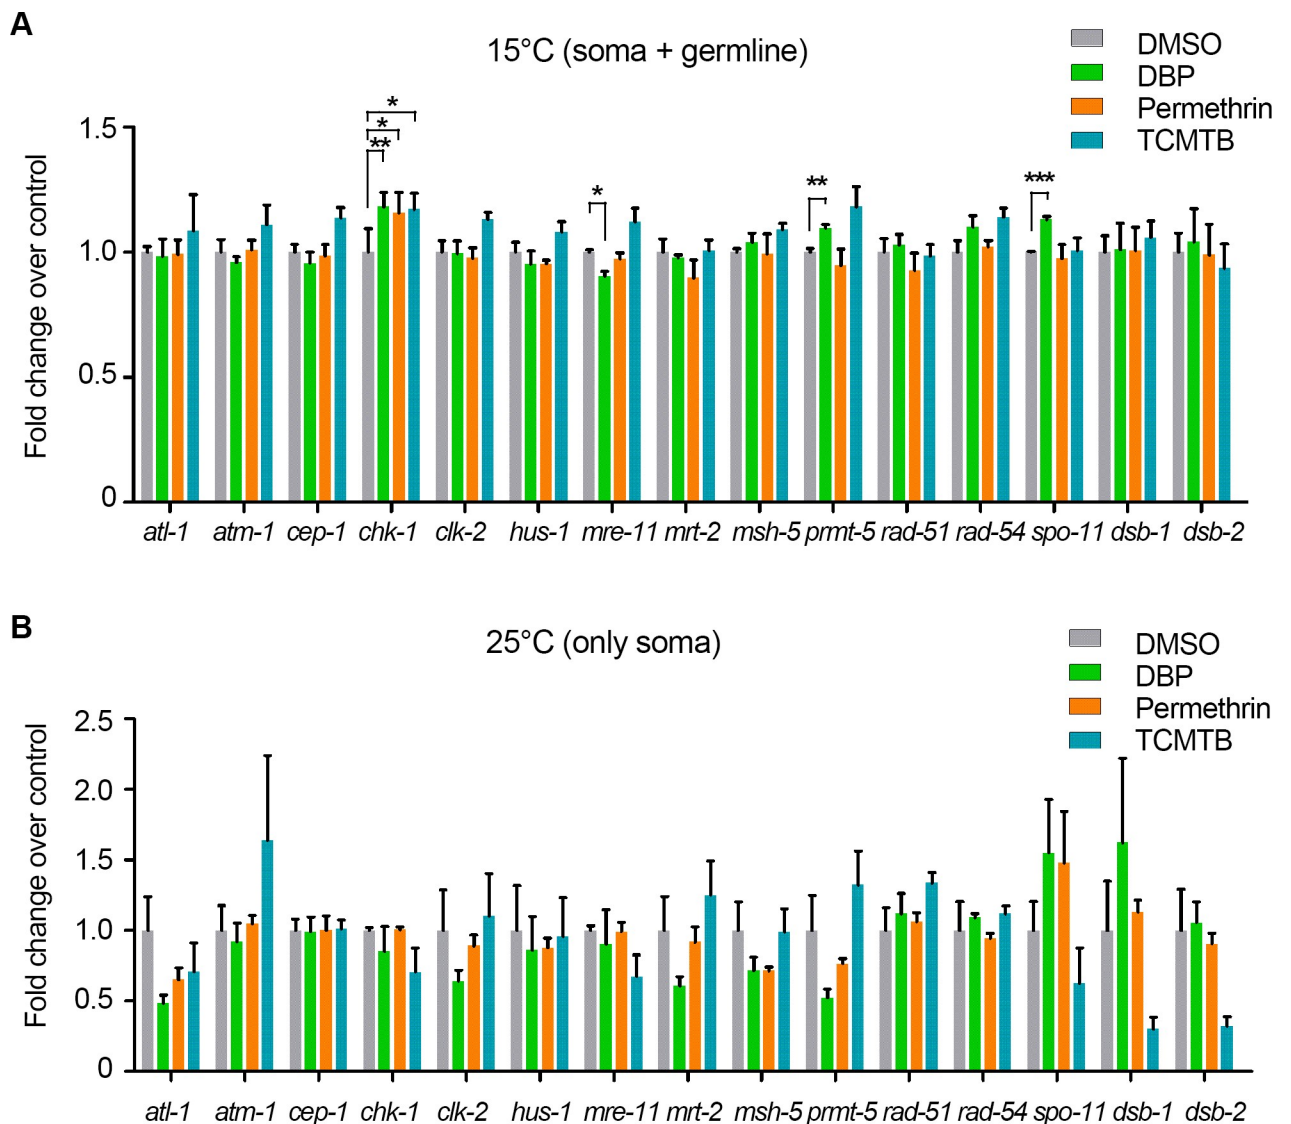 A
15°C (soma + germline)
DMSO
DBP
Permethrin
TCMTB
Fold change over control
1.5
1.0
0.5
0
*
*
**
*
**
***
atl-1 atm-1 cep-1 chk-1 clk-2 hus-1 mre-11 mrt-2 msh-5 prmt-5 rad-51 rad-54 spo-11 dsb-1 dsb-2
B
25°C (only soma)
DMSO
DBP
Permethrin
TCMTB
Fold change over control
2.5
2.0
1.5
1.0
0.5
0
atl-1 atm-1 cep-1 chk-1 clk-2 hus-1 mre-11 mrt-2 msh-5 prmt-5 rad-51 rad-54 spo-11 dsb-1 dsb-2